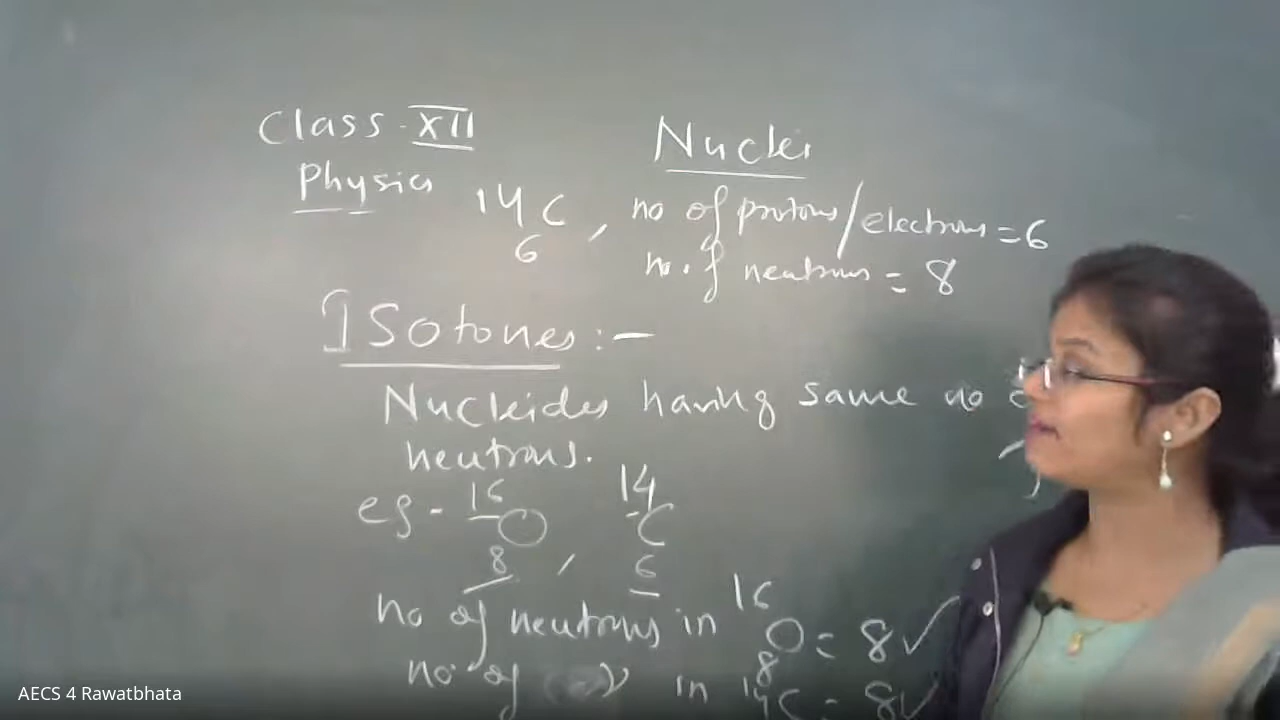 Class - XII
Nuclei
Physics
14 C , no of protons/electrons = 6
6
no. of neutrons = 8
Isotones :-
Nucleides having same no
neutrons.
eg - 16 O , 14 C
8 6
no of neutrons in 16 O = 8 ✓
8
no. of in 14 C = 8 ✓
AECS 4 Rawatbhata